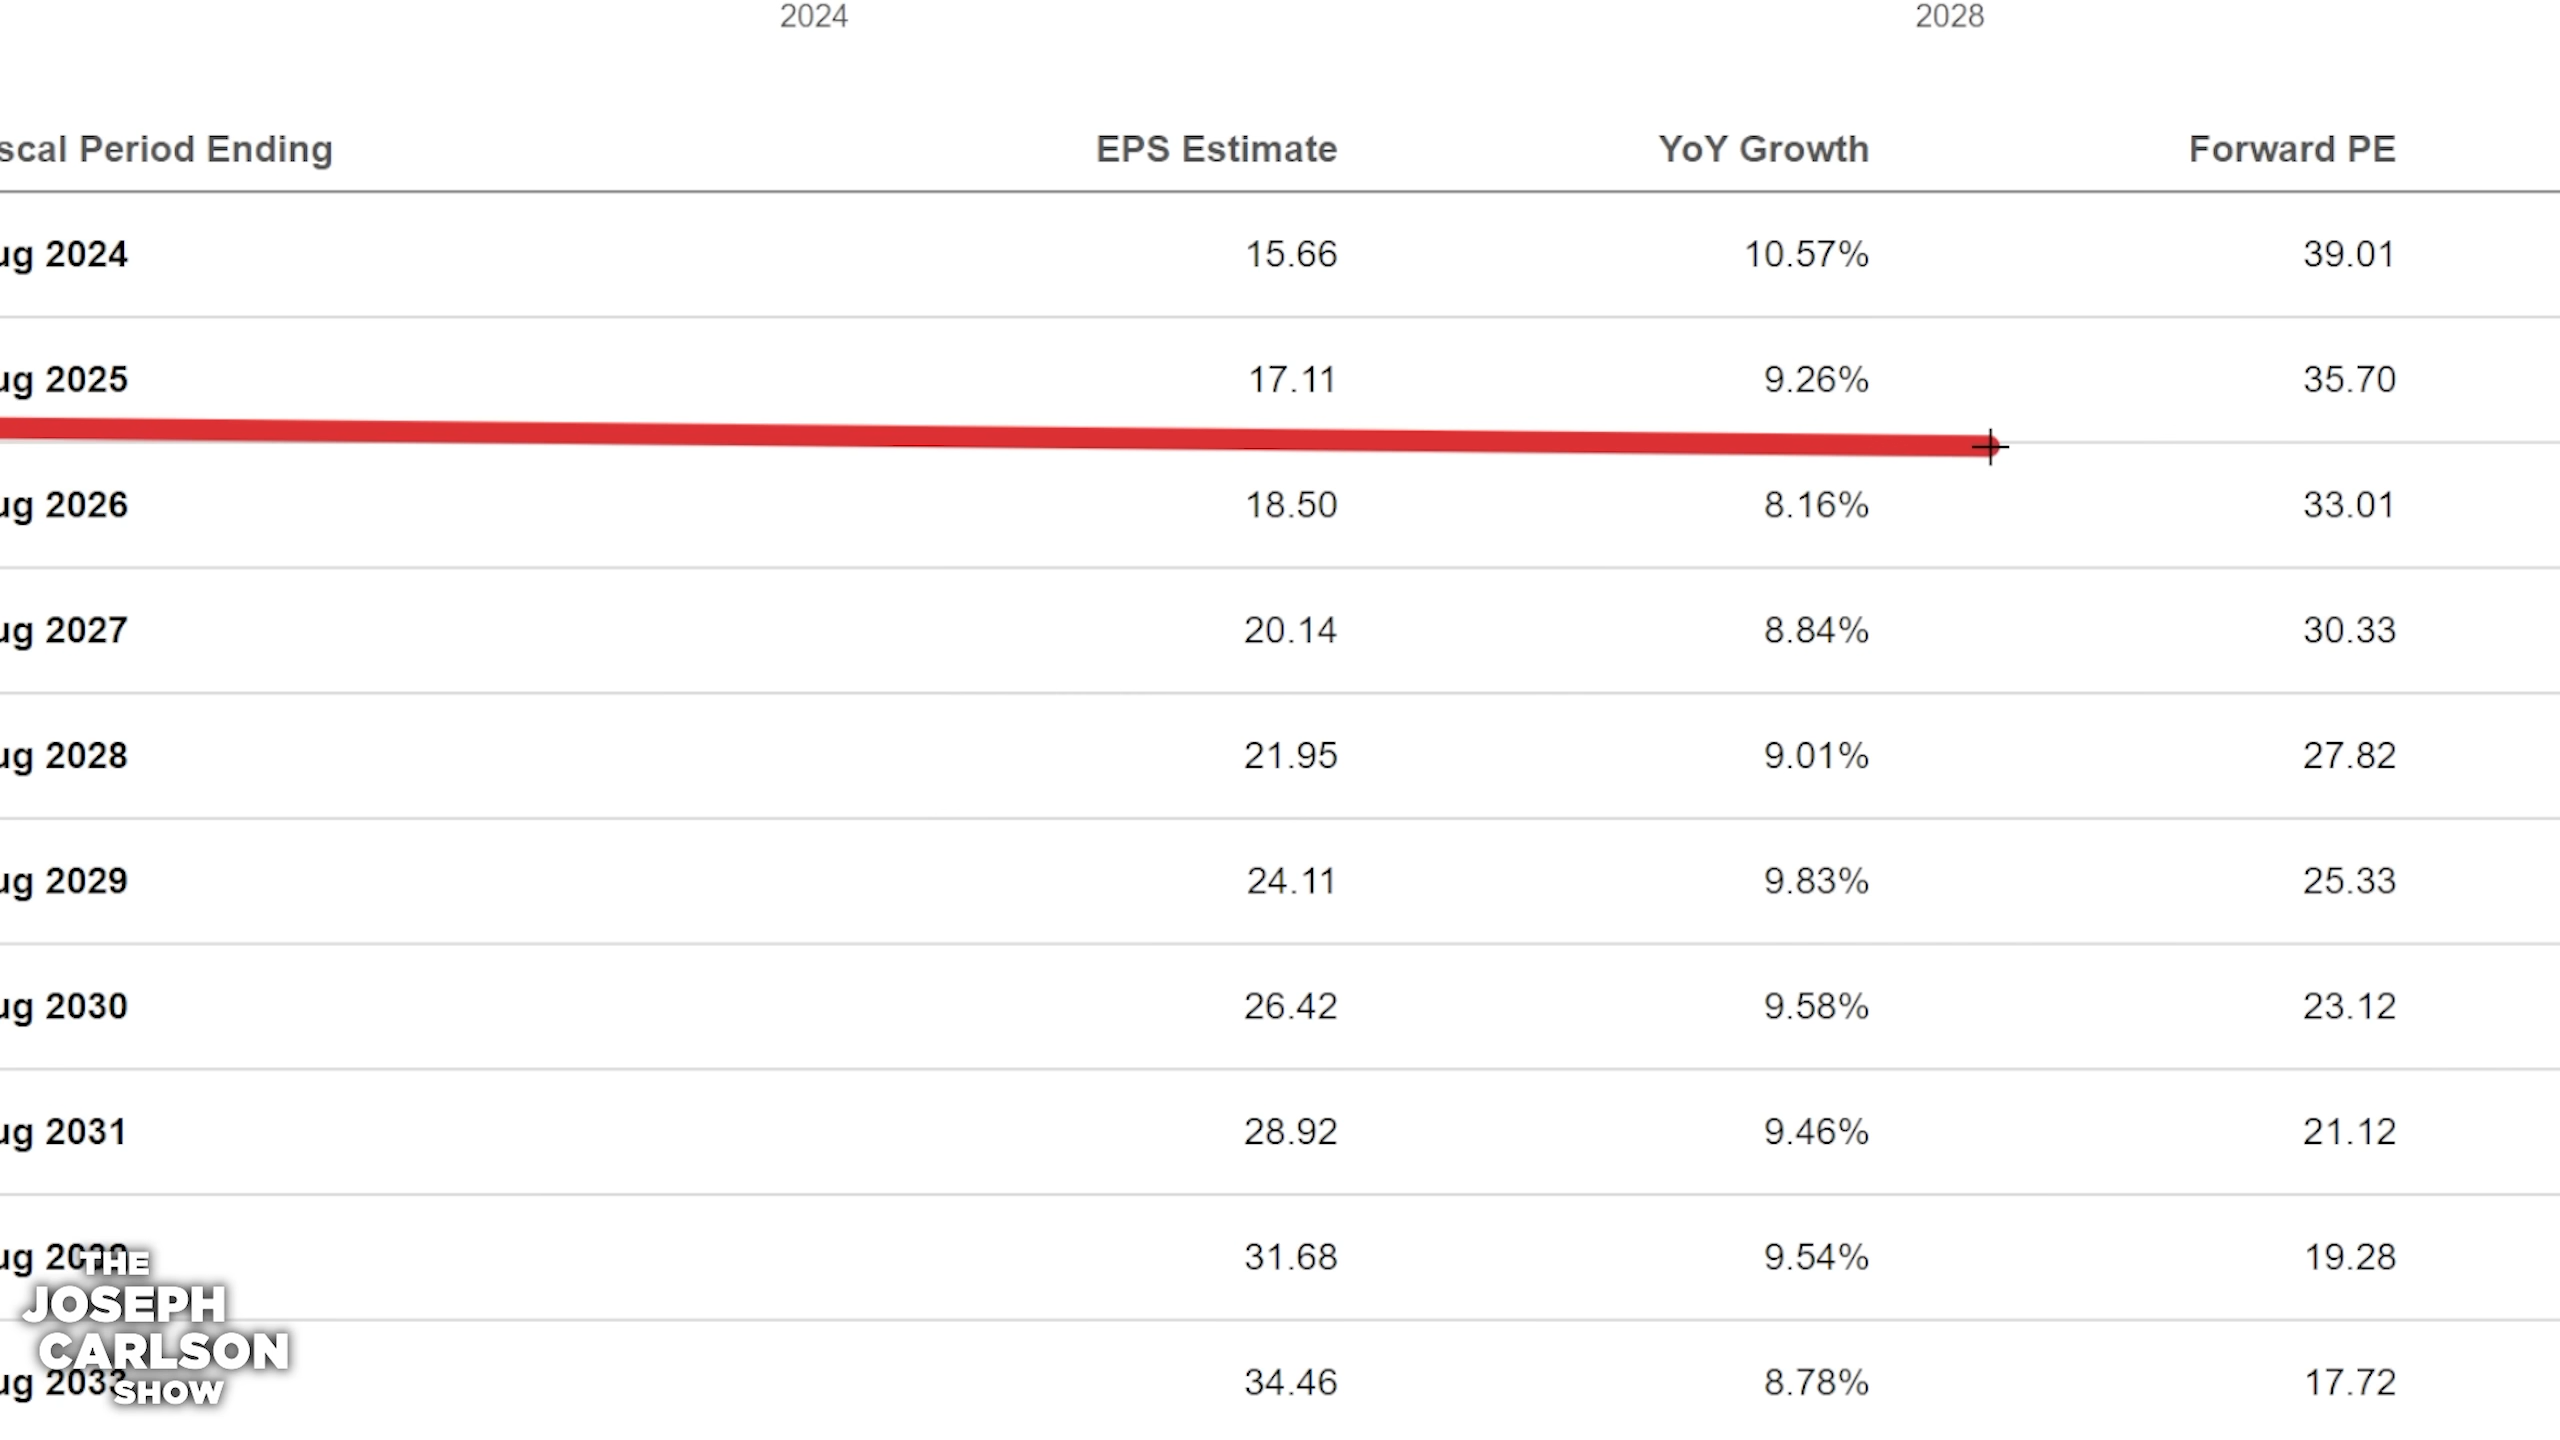 2024 2028
scal Period Ending EPS Estimate YoY Growth Forward PE
ug 2024 15.66 10.57% 39.01
ug 2025 17.11 9.26% 35.70
ug 2026 18.50 8.16% 33.01
ug 2027 20.14 8.84% 30.33
ug 2028 21.95 9.01% 27.82
ug 2029 24.11 9.83% 25.33
ug 2030 26.42 9.58% 23.12
ug 2031 28.92 9.46% 21.12
ug 31.68 9.54% 19.28
ug 2033 34.46 8.78% 17.72
THE
JOSEPH
CARLSON
SHOW